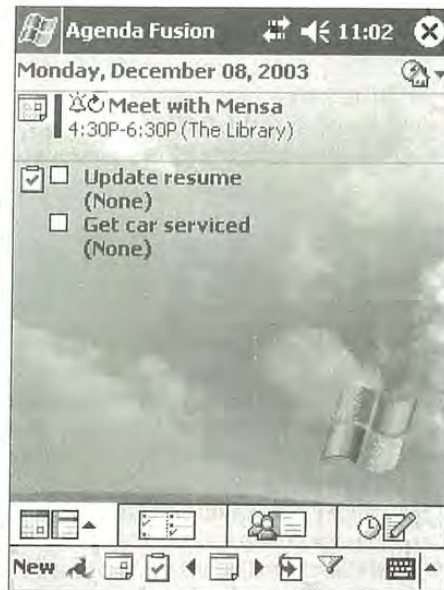 Agenda Fusion 11:02
Monday, December 08, 2003
Meet with Mensa
4:30P-6:30P (The Library)
Update resume
(None)
Get car serviced
(None)
New